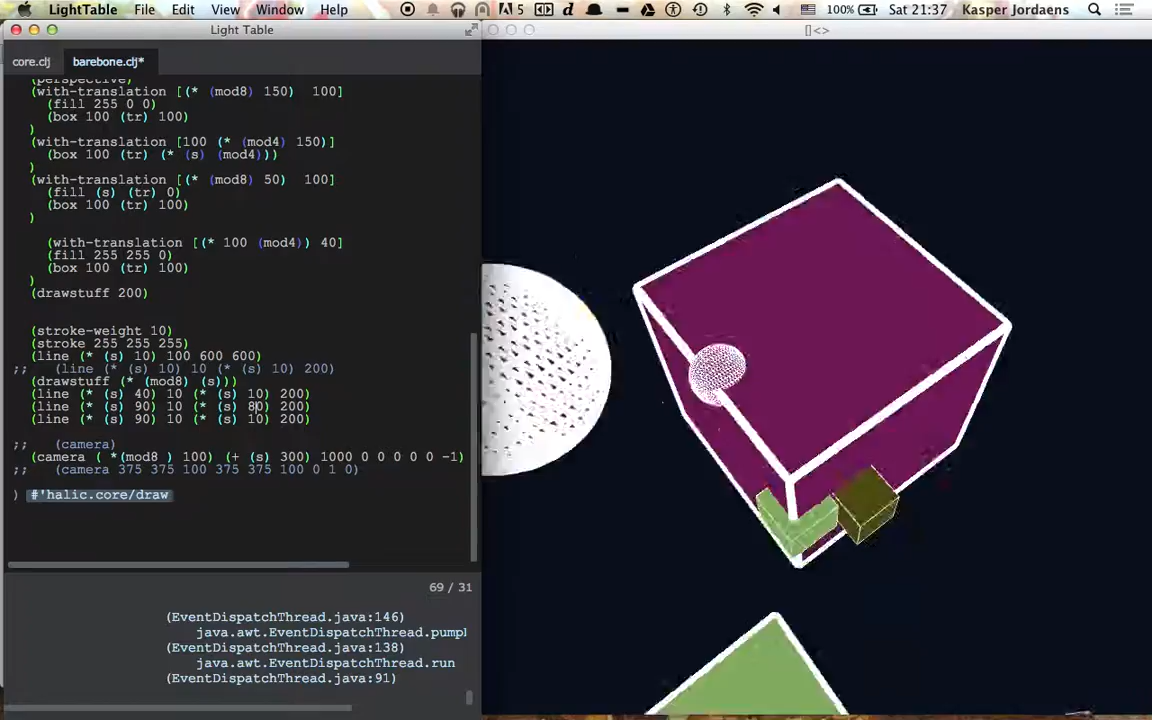 LightTable File Edit View Window Help 5 d 100% Sat 21:37 Kasper Jordaens
Light Table
[]<>
core.clj barebone.clj*
(perspective)
(with-translation [(* (mod8) 150)  100]
(fill 255 0 0)
(box 100 (tr) 100)
)
(with-translation [100 (* (mod4) 150)]
(box 100 (tr) (* (s) (mod4)))
)
(with-translation [(* (mod8) 50)  100]
(fill (s) (tr) 0)
(box 100 (tr) 100)
)
(with-translation [(* 100 (mod4)) 40]
(fill 255 255 0)
(box 100 (tr) 100)
)
(drawstuff 200)
(stroke-weight 10)
(stroke 255 255 255)
(line (* (s) 10) 100 600 600)
;;   (line (* (s) 10) 10 (* (s) 10) 200)
(drawstuff (* (mod8) (s)))
(line (* (s) 40) 10 (* (s) 10) 200)
(line (* (s) 90) 10 (* (s) 80) 200)
(line (* (s) 90) 10 (* (s) 10) 200)
;;   (camera)
(camera ( *(mod8 ) 100) (+ (s) 300) 1000 0 0 0 0 0 -1)
;;   (camera 375 375 100 375 375 100 0 1 0)
) #'halic.core/draw
69 / 31
(EventDispatchThread.java:146)
java.awt.EventDispatchThread.pumpE
(EventDispatchThread.java:138)
java.awt.EventDispatchThread.run
(EventDispatchThread.java:91)